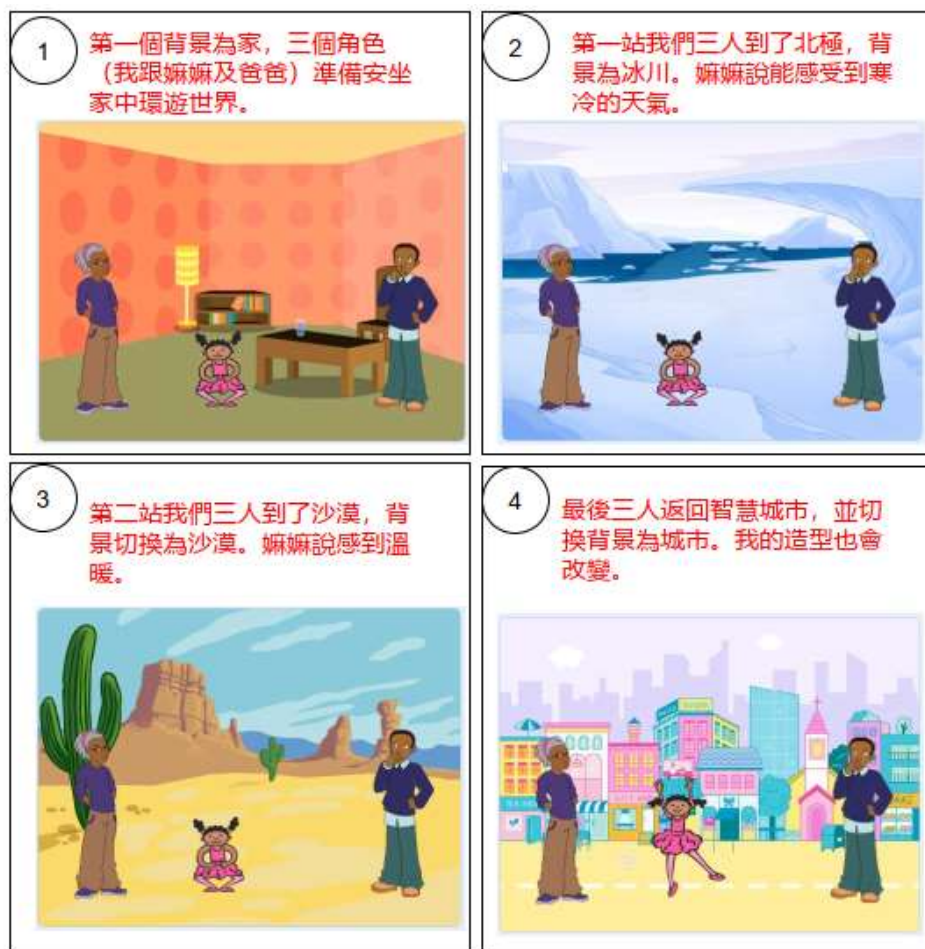 1
第一個背景為家，三個角色
（我跟嫲嫲及爸爸）準備安坐
家中環遊世界。
2
第一站我們三人到了北極，背
景為冰川。嫲嫲說能感受到寒
冷的天氣。
3
第二站我們三人到了沙漠，背
景切換為沙漠。嫲嫲說感到溫
暖。
4
最後三人返回智慧城市，並切
換背景為城市。我的造型也會
改變。